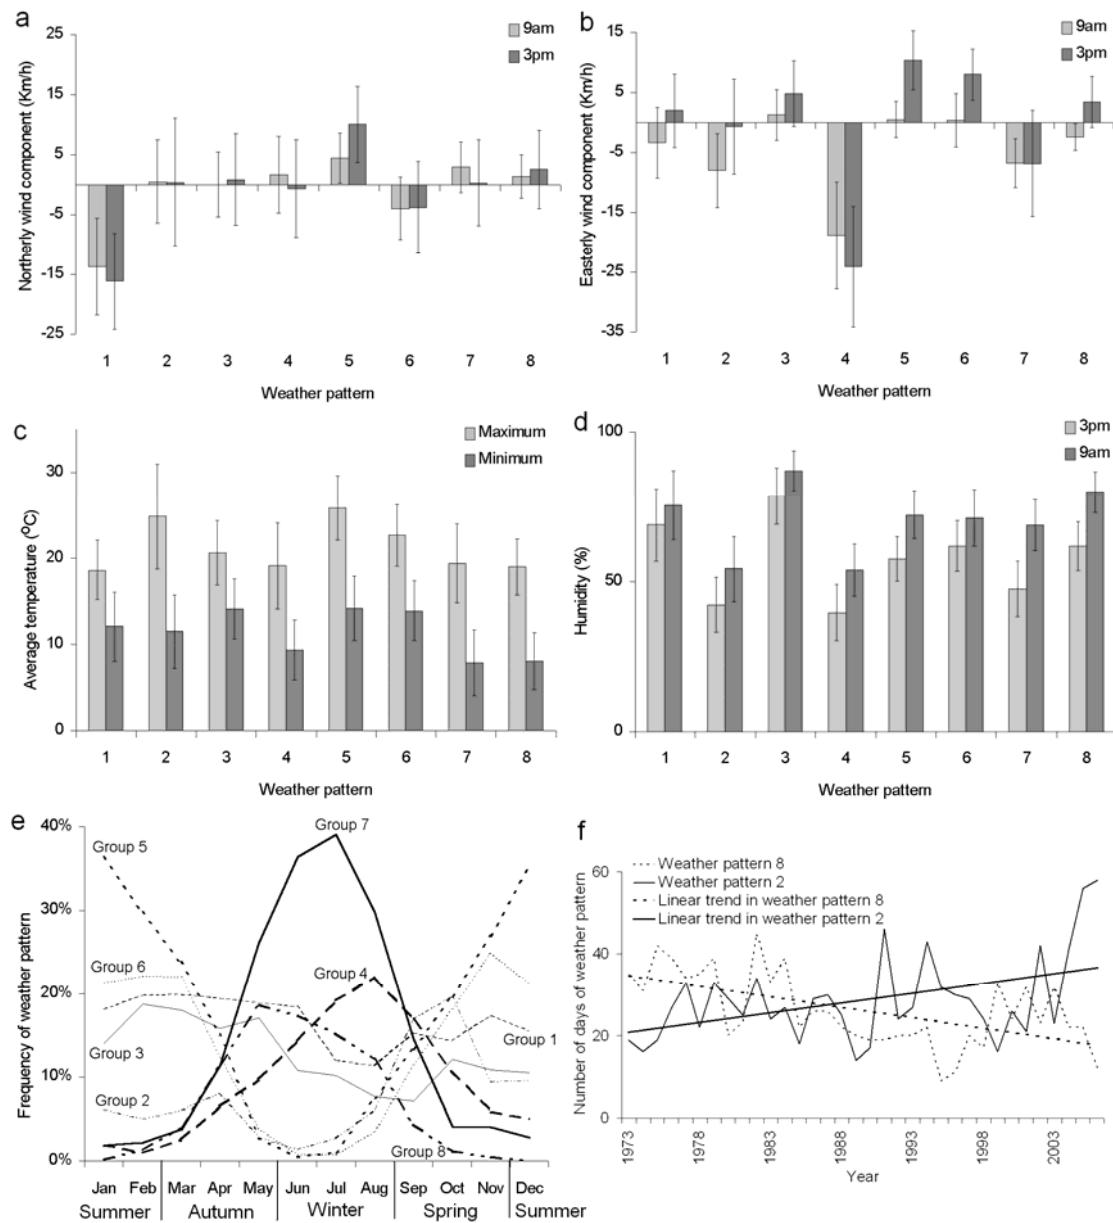 a
9am
3pm
Northerly wind component (Km/h)
25
15
5
-5
-15
-25
1 2 3 4 5 6 7 8
Weather pattern
b
9am
3pm
Easterly wind component (Km/h)
15
5
-5
-15
-25
-35
1 2 3 4 5 6 7 8
Weather pattern
c
Maximum
Minimum
Average temperature (ºC)
30
20
10
0
1 2 3 4 5 6 7 8
Weather pattern
d
3pm
9am
Humidity (%)
100
50
0
1 2 3 4 5 6 7 8
Weather pattern
e
Frequency of weather pattern
40%
30%
20%
10%
0%
Group 7
Group 5
Group 6
Group 4
Group 3
Group 1
Group 2
Group 8
Jan Feb Mar Apr May Jun Jul Aug Sep Oct Nov Dec
Summer Autumn Winter Spring Summer
f
Weather pattern 8
Weather pattern 2
Linear trend in weather pattern 8
Linear trend in weather pattern 2
Number of days of weather pattern
60
40
20
0
1973 1978 1983 1988 1993 1998 2003
Year